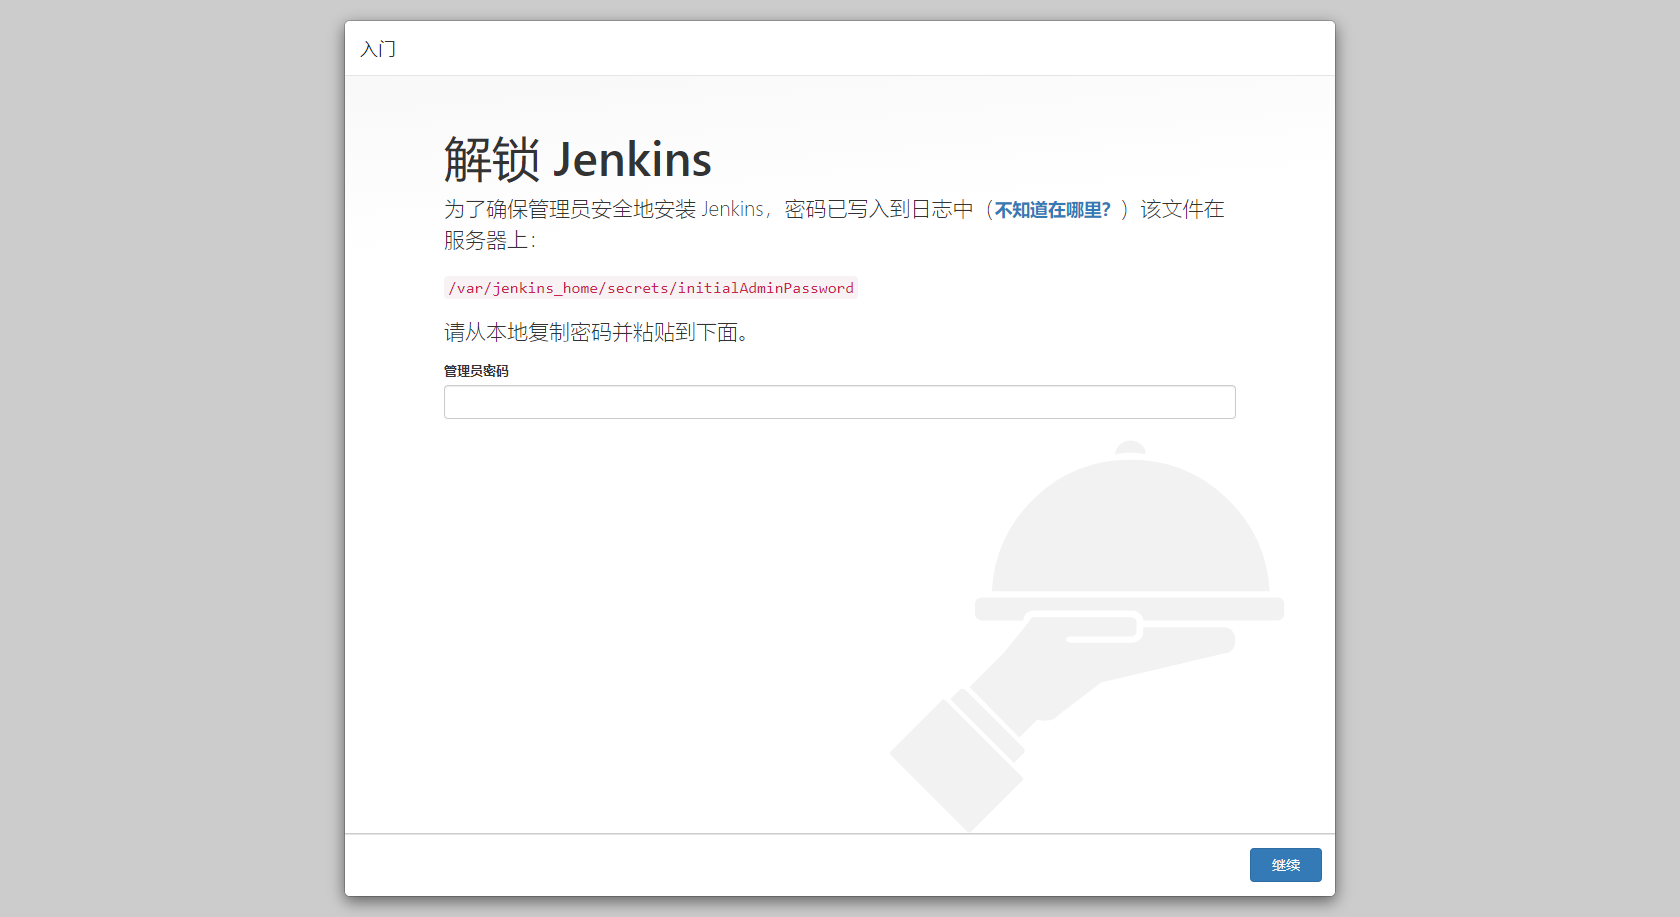 入门
解锁 Jenkins
为了确保管理员安全地安装 Jenkins，密码已写入到日志中（不知道在哪里？）该文件在
服务器上：
/var/jenkins_home/secrets/initialAdminPassword
请从本地复制密码并粘贴到下面。
管理员密码
继续